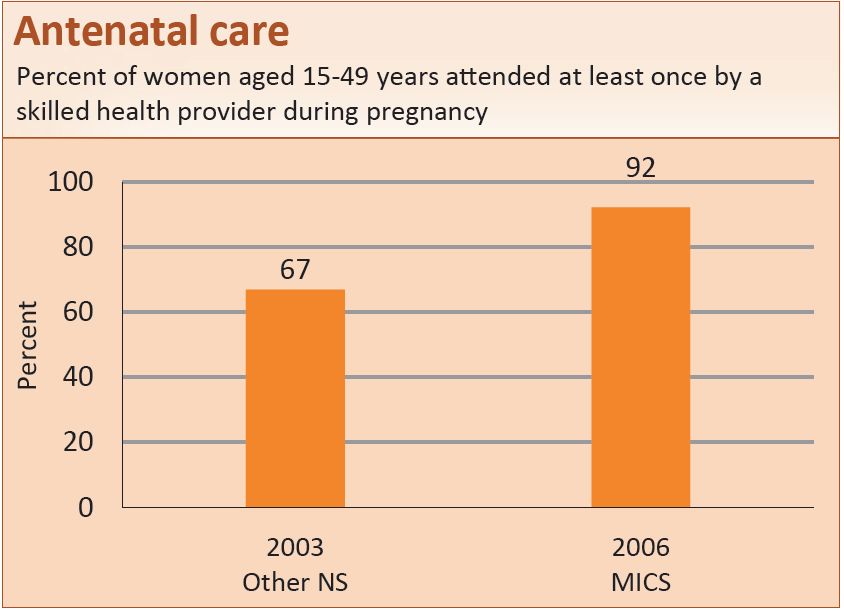 Antenatal care
Percent of women aged 15-49 years attended at least once by a
skilled health provider during pregnancy
Percent
100
80
60
40
20
0
67
92
2003
Other NS
2006
MICS